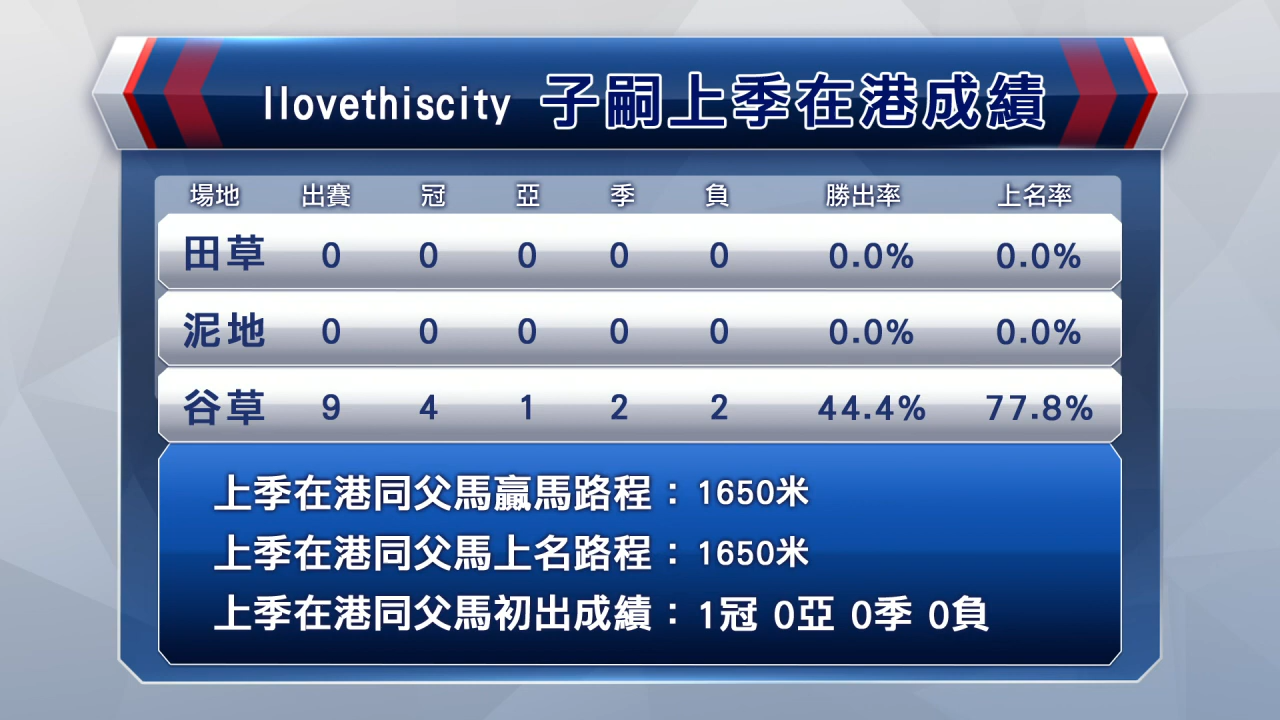 Ilovethiscity 子嗣上季在港成績
場地 出賽 冠 亞 季 負 勝出率 上名率
田草 0 0 0 0 0 0.0% 0.0%
泥地 0 0 0 0 0 0.0% 0.0%
谷草 9 4 1 2 2 44.4% 77.8%
上季在港同父馬贏馬路程：1650米
上季在港同父馬上名路程：1650米
上季在港同父馬初出成績：1冠 0亞 0季 0負